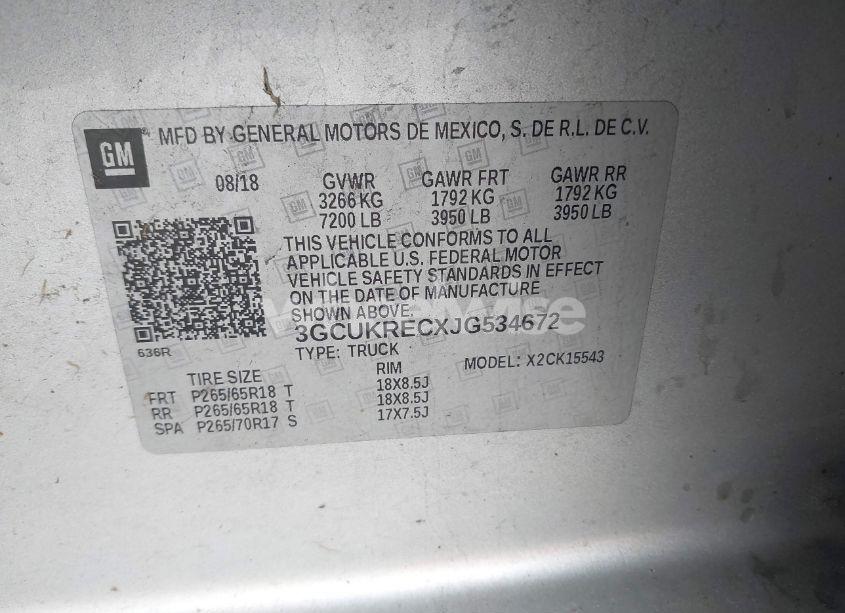 GM
MFD BY GENERAL MOTORS DE MEXICO, S. DE R.L. DE C.V.
08/18 GVWR GAWR FRT GAWR RR
3266 KG 1792 KG 1792 KG
7200 LB 3950 LB 3950 LB
THIS VEHICLE CONFORMS TO ALL
APPLICABLE U.S. FEDERAL MOTOR
VEHICLE SAFETY STANDARDS IN EFFECT
ON THE DATE OF MANUFACTURE
SHOWN ABOVE.
3GCUKRECXJG534672
636R
TYPE: TRUCK MODEL: X2CK15543
TIRE SIZE RIM
FRT P265/65R18 T 18X8.5J
RR P265/65R18 T 18X8.5J
SPA P265/70R17 S 17X7.5J